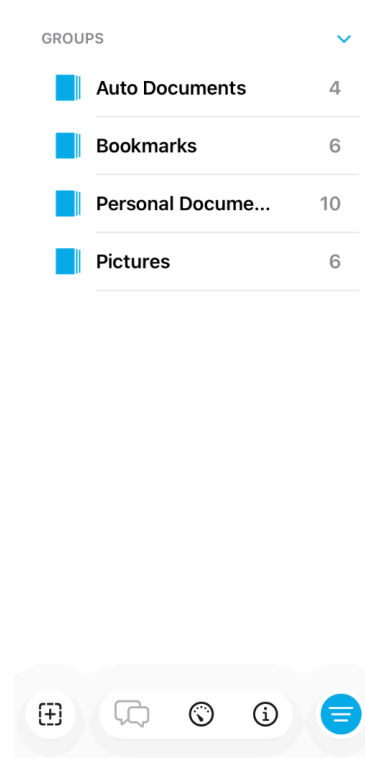 GROUPS
Auto Documents 4
Bookmarks 6
Personal Docume... 10
Pictures 6